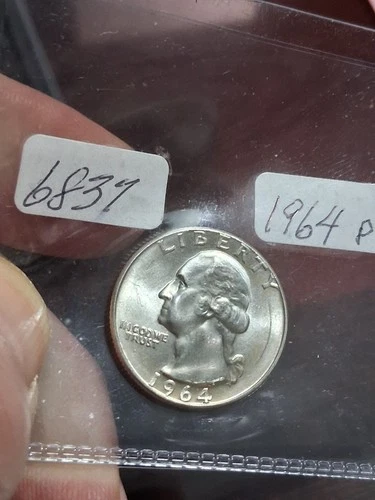 6837
1964 P
LIBERTY
IN GOD WE
TRUST
1964